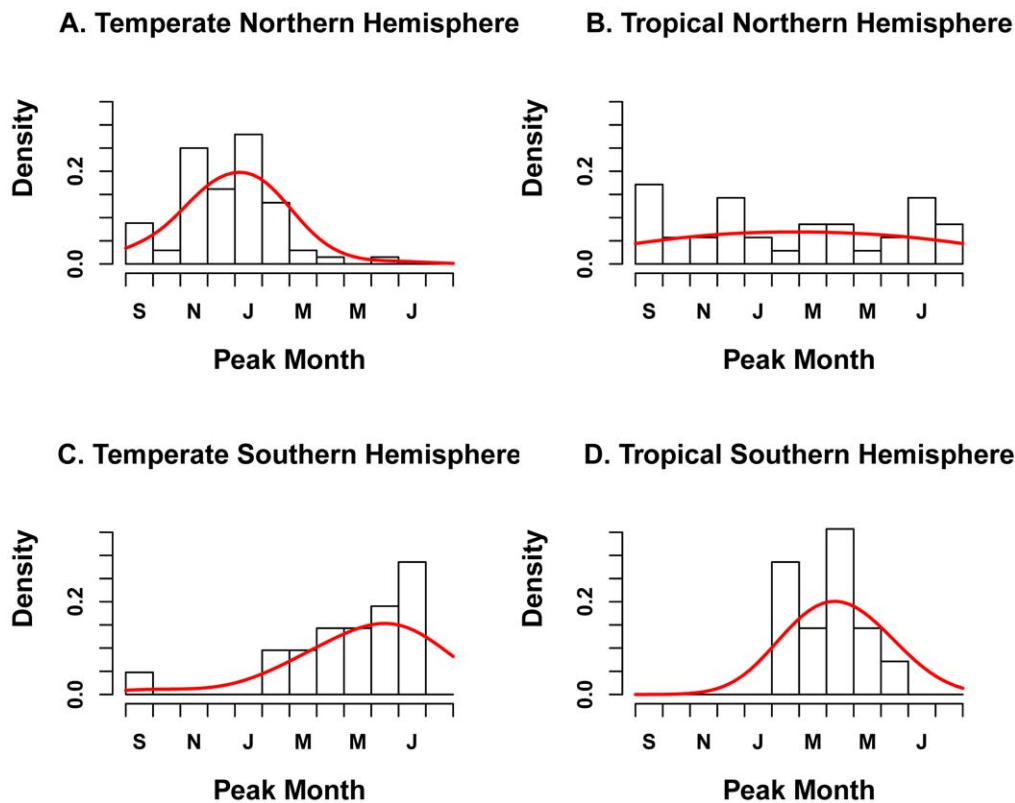 A. Temperate Northern Hemisphere
Density
0.2
0.0
S N J M M J
Peak Month
B. Tropical Northern Hemisphere
Density
0.2
0.0
S N J M M J
Peak Month
C. Temperate Southern Hemisphere
Density
0.2
0.0
S N J M M J
Peak Month
D. Tropical Southern Hemisphere
Density
0.2
0.0
S N J M M J
Peak Month